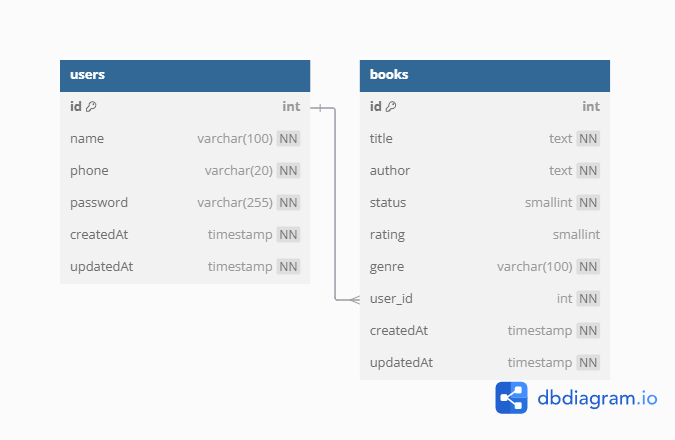 users
id int
name varchar(100) NN
phone varchar(20) NN
password varchar(255) NN
createdAt timestamp NN
updatedAt timestamp NN
books
id int
title text NN
author text NN
status smallint NN
rating smallint
genre varchar(100) NN
user_id int NN
createdAt timestamp NN
updatedAt timestamp NN
dbdiagram.io